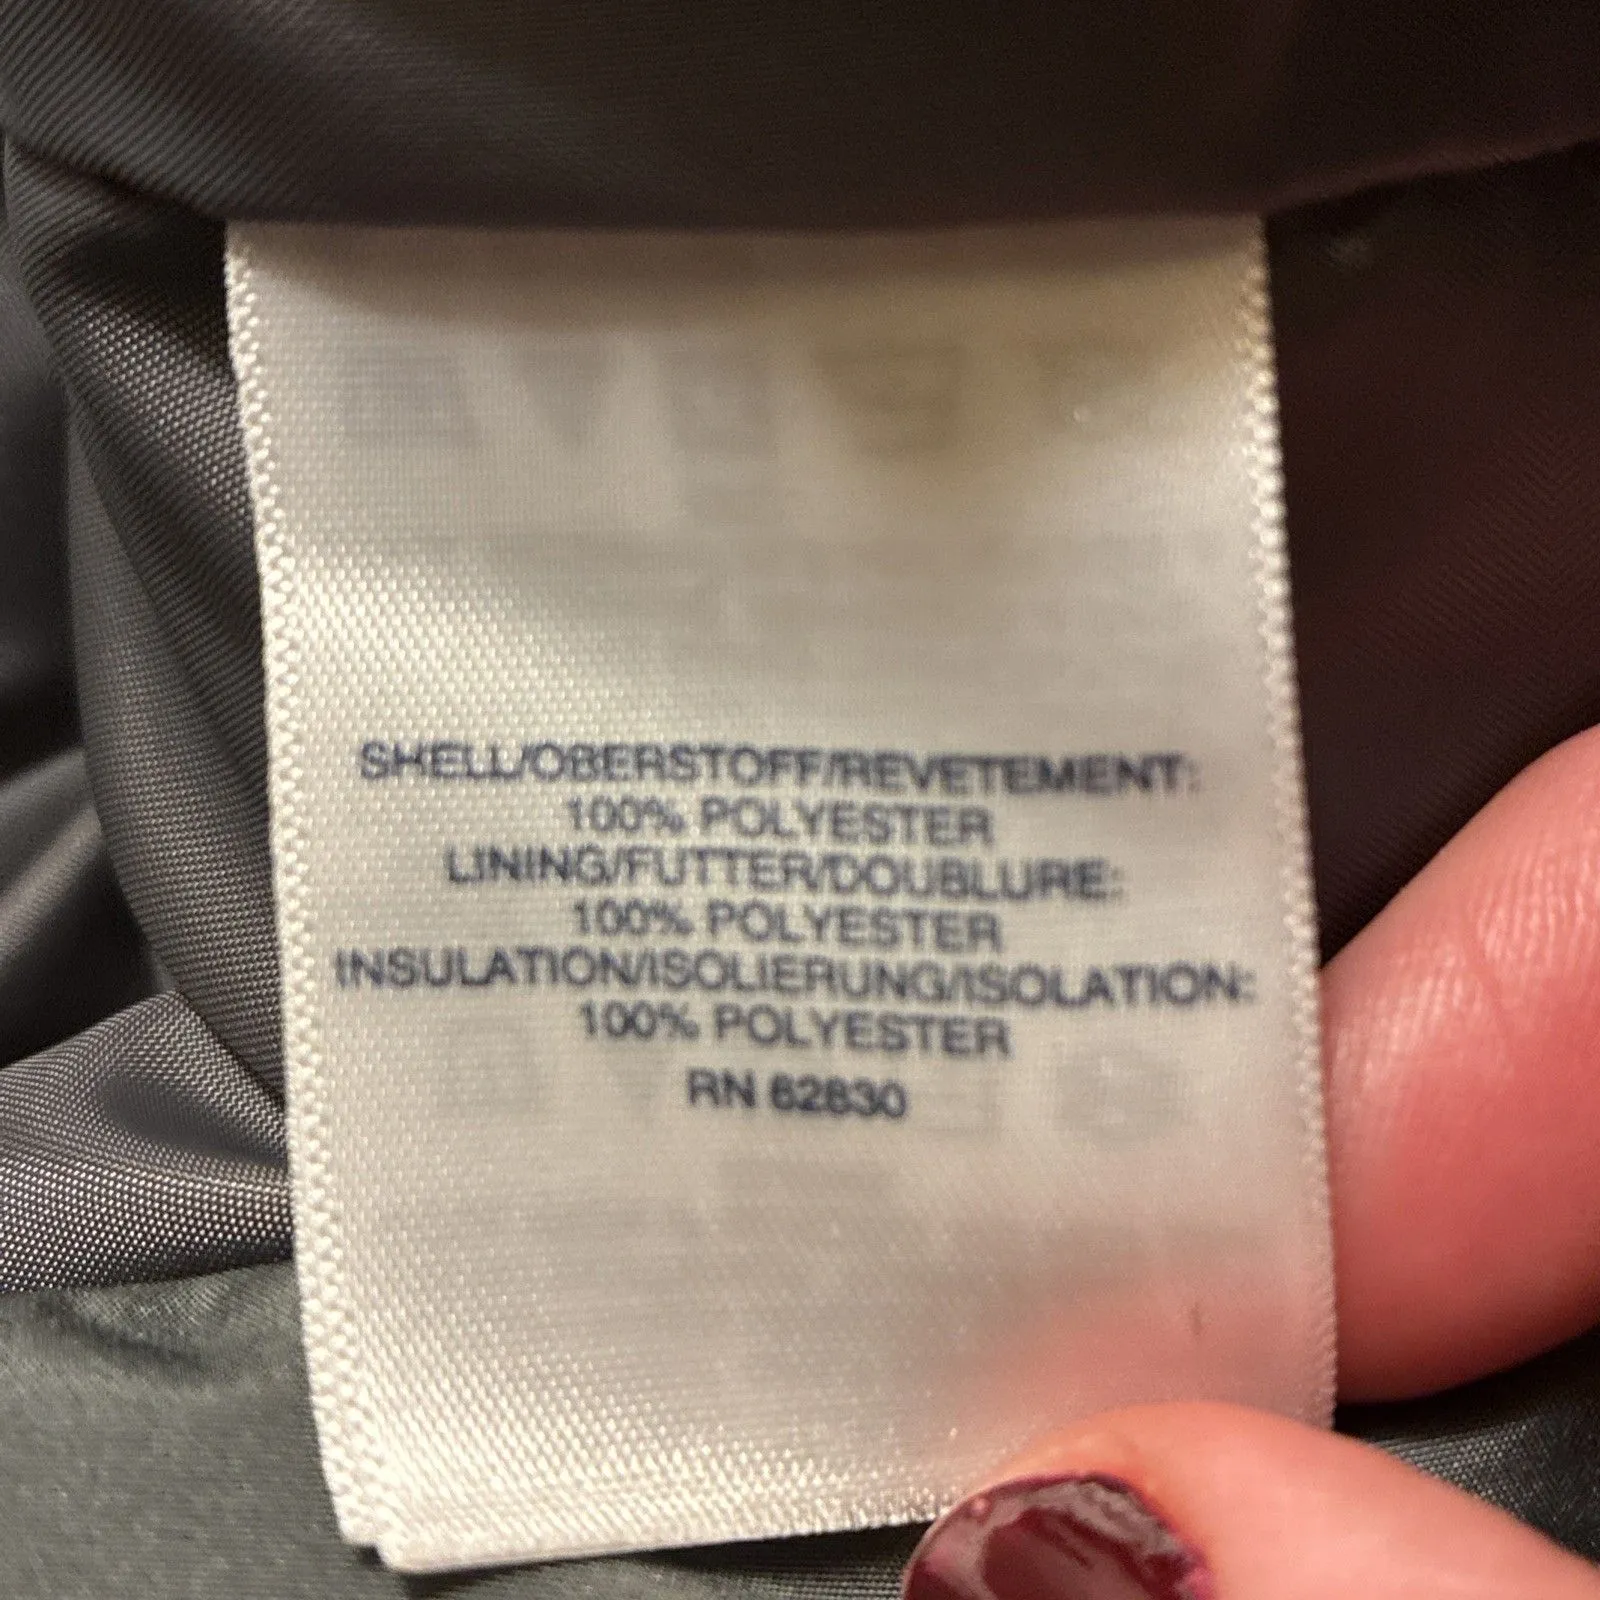 SHELL/OBERSTOFF/REVETEMENT:
100% POLYESTER
LINING/FUTTER/DOUBLURE:
100% POLYESTER
INSULATION/ISOLIERUNG/ISOLATION:
100% POLYESTER
RN 62830